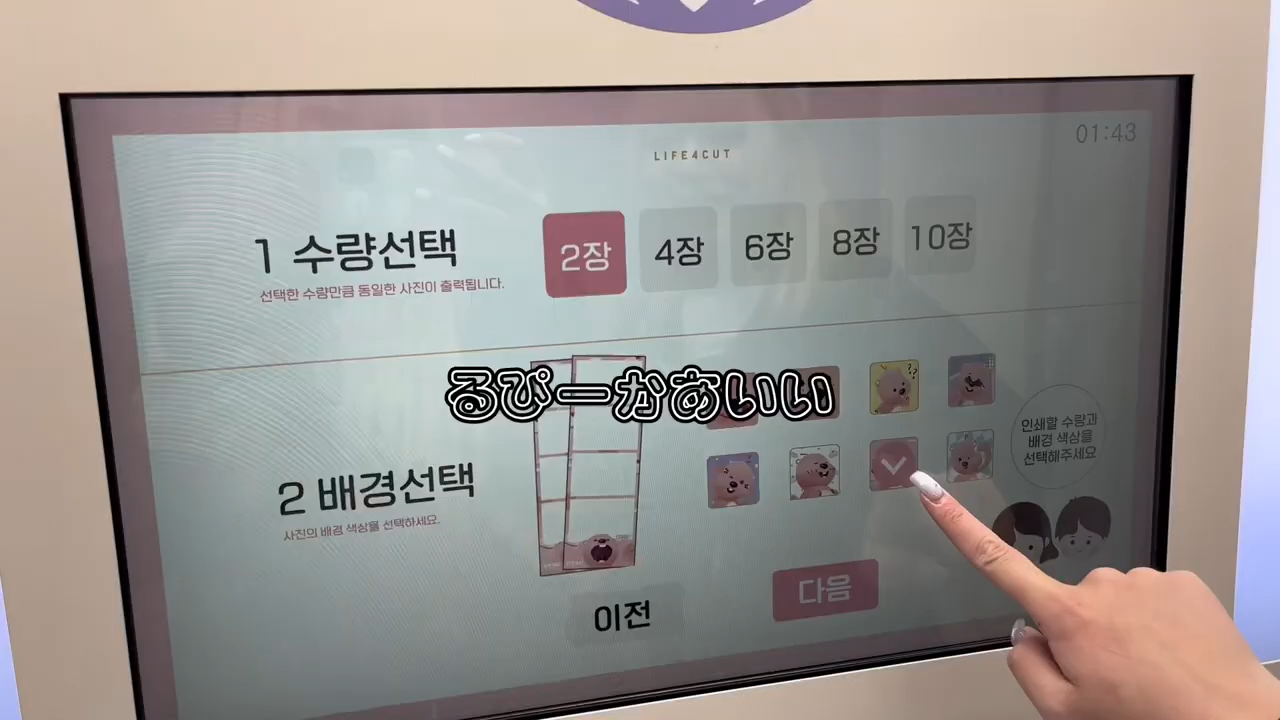 LIFE4CUT
01:43
1 수량선택
선택한 수량만큼 동일한 사진이 출력됩니다.
2장 4장 6장 8장 10장
るぴーかあいい
2 배경선택
사진의 배경 색상을 선택하세요.
??
인쇄할 수량과
배경 색상을
선택해주세요
이전
다음